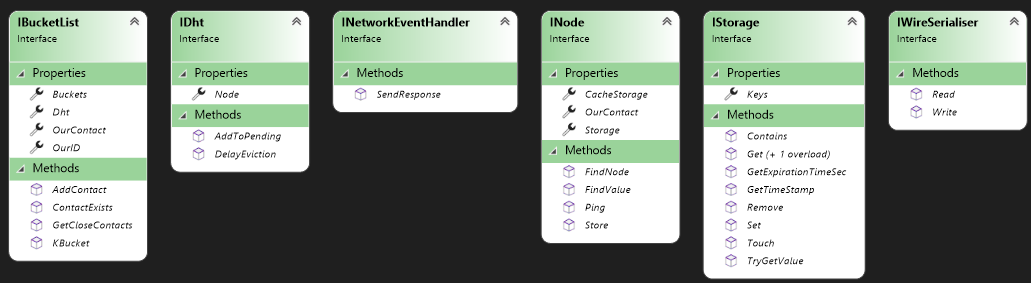 IBucketList
Interface
Properties
Buckets
Dht
OurContact
OurID
Methods
AddContact
ContactExists
GetCloseContacts
KBucket
IDht
Interface
Properties
Node
Methods
AddToPending
DelayEviction
INetworkEventHandler
Interface
Methods
SendResponse
INode
Interface
Properties
CacheStorage
OurContact
Storage
Methods
FindNode
FindValue
Ping
Store
IStorage
Interface
Properties
Keys
Methods
Contains
Get (+ 1 overload)
GetExpirationTimeSec
GetTimeStamp
Remove
Set
Touch
TryGetValue
IWireSerialiser
Interface
Methods
Read
Write